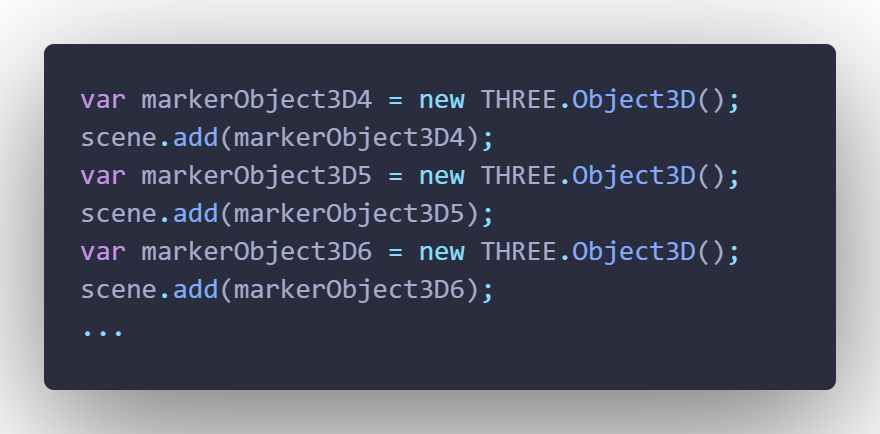 var markerObject3D4 = new THREE.Object3D();
scene.add(markerObject3D4);
var markerObject3D5 = new THREE.Object3D();
scene.add(markerObject3D5);
var markerObject3D6 = new THREE.Object3D();
scene.add(markerObject3D6);
...